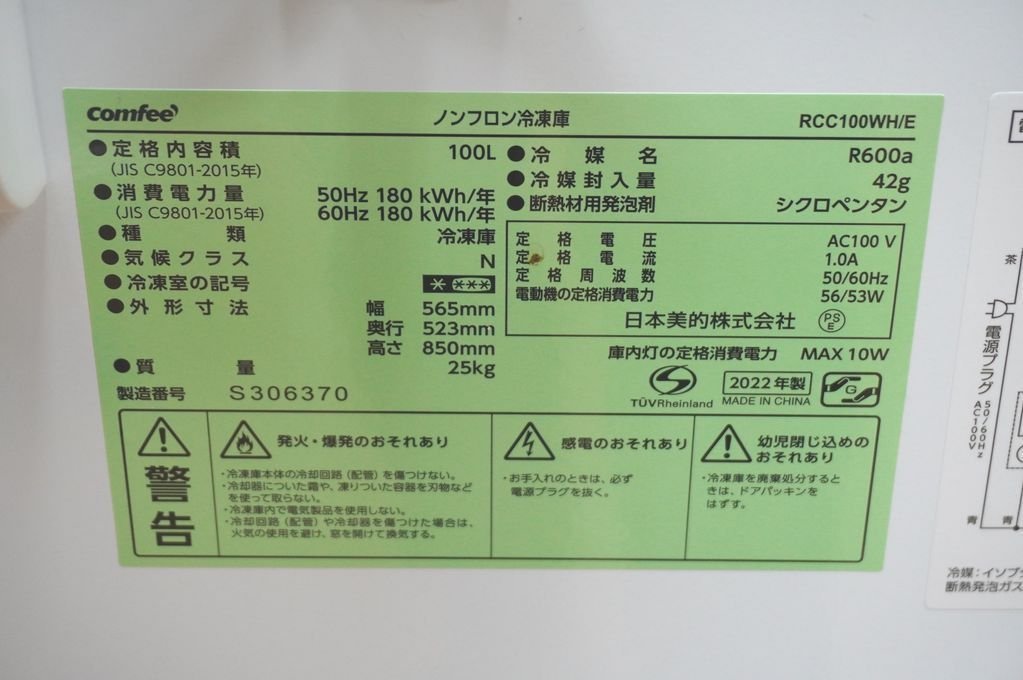 comfee'
ノンフロン冷凍庫
RCC100WH/E
●定格内容積 100L
(JIS C9801-2015年)
●消費電力量 50Hz 180 kWh/年
(JIS C9801-2015年) 60Hz 180 kWh/年
●種類 冷凍庫
●気候クラス N
●冷凍室の記号
●外形寸法 幅 565mm
奥行 523mm
高さ 850mm
●質量 25kg
製造番号 S306370
●冷媒名 R600a
●冷媒封入量 42g
●断熱材用発泡剤 シクロペンタン
定格電圧 AC100 V
定格電流 1.0A
定格周波数 50/60Hz
電動機の定格消費電力 56/53W
日本美的株式会社
PS
E
庫内灯の定格消費電力 MAX 10W
TÜVRheinland
2022年製
MADE IN CHINA
G
警告
発火・爆発のおそれあり
・冷凍庫本体の冷却回路（配管）を傷つけない。
・冷却器についた霜や、凍りついた容器を刃物など
を使って取らない。
・冷凍庫内で電気製品を使用しない。
・冷却回路（配管）や冷却器を傷つけた場合は、
火気の使用を避け、窓を開けて換気する。
感電のおそれあり
・お手入れのときは、必ず
電源プラグを抜く。
幼児閉じ込めの
おそれあり
・冷凍庫を廃棄処分すると
きは、ドアパッキンを
はずす。
茶
電源プラグ
50/60Hz
AC100V
青
青
冷媒：イソブ
断熱発泡ガス